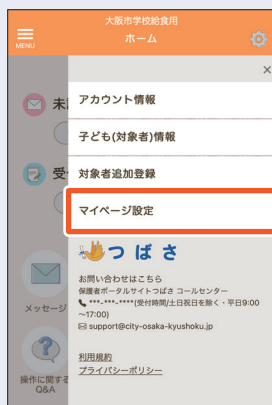 大阪市学校給食用
MENU
ホーム
×
未
アカウント情報
子ども(対象者)情報
受
対象者追加登録
マイページ設定
つばさ
お問い合わせはこちら
保護者ポータルサイトつばさ コールセンター
***-***-****(受付時間/土日祝日を除く・平日9:00
～17:00)
support@city-osaka-kyushoku.jp
メッセージ
利用規約
プライバシーポリシー
操作に関する
Q&A